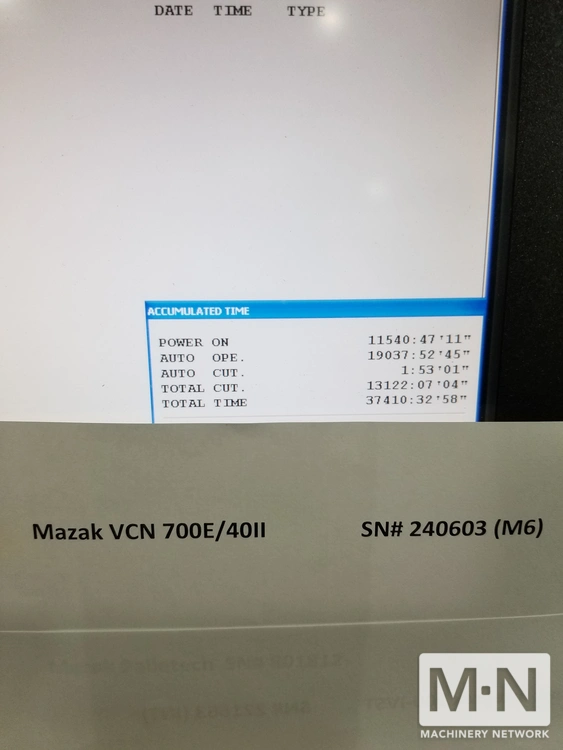 DATE TIME TYPE
ACCUMULATED TIME
POWER ON 11540:47'11"
AUTO OPE. 19037:52'45"
AUTO CUT. 1:53'01"
TOTAL CUT. 13122:07'04"
TOTAL TIME 37410:32'58"
Mazak VCN 700E/40II SN# 240603 (M6)
M·N
MACHINERY NETWORK